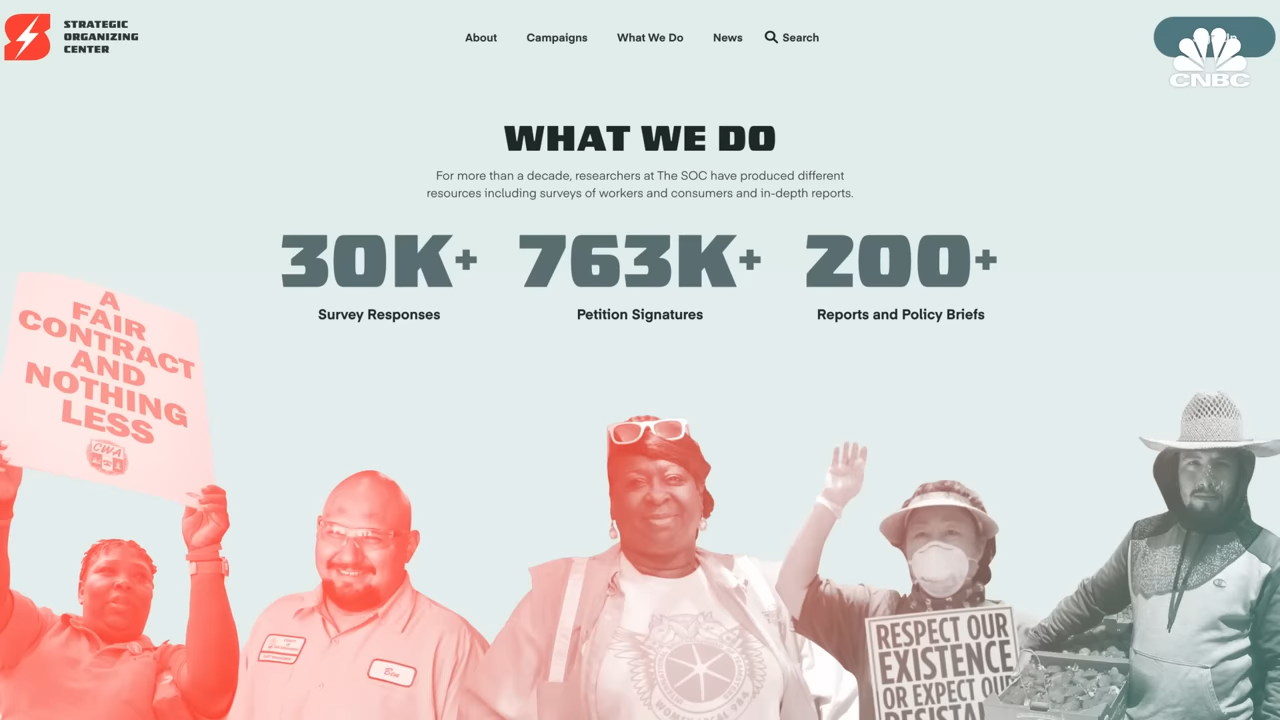 STRATEGIC
ORGANIZING
CENTER
About
Campaigns
What We Do
News
Search
CNBC
WHAT WE DO
For more than a decade, researchers at The SOC have produced different
resources including surveys of workers and consumers and in-depth reports.
30K+
763K+
200+
Survey Responses
Petition Signatures
Reports and Policy Briefs
A
FAIR
CONTRACT
AND
NOTHING
LESS
CWA
RESPECT OUR
EXISTENCE
OR EXPECT OUR